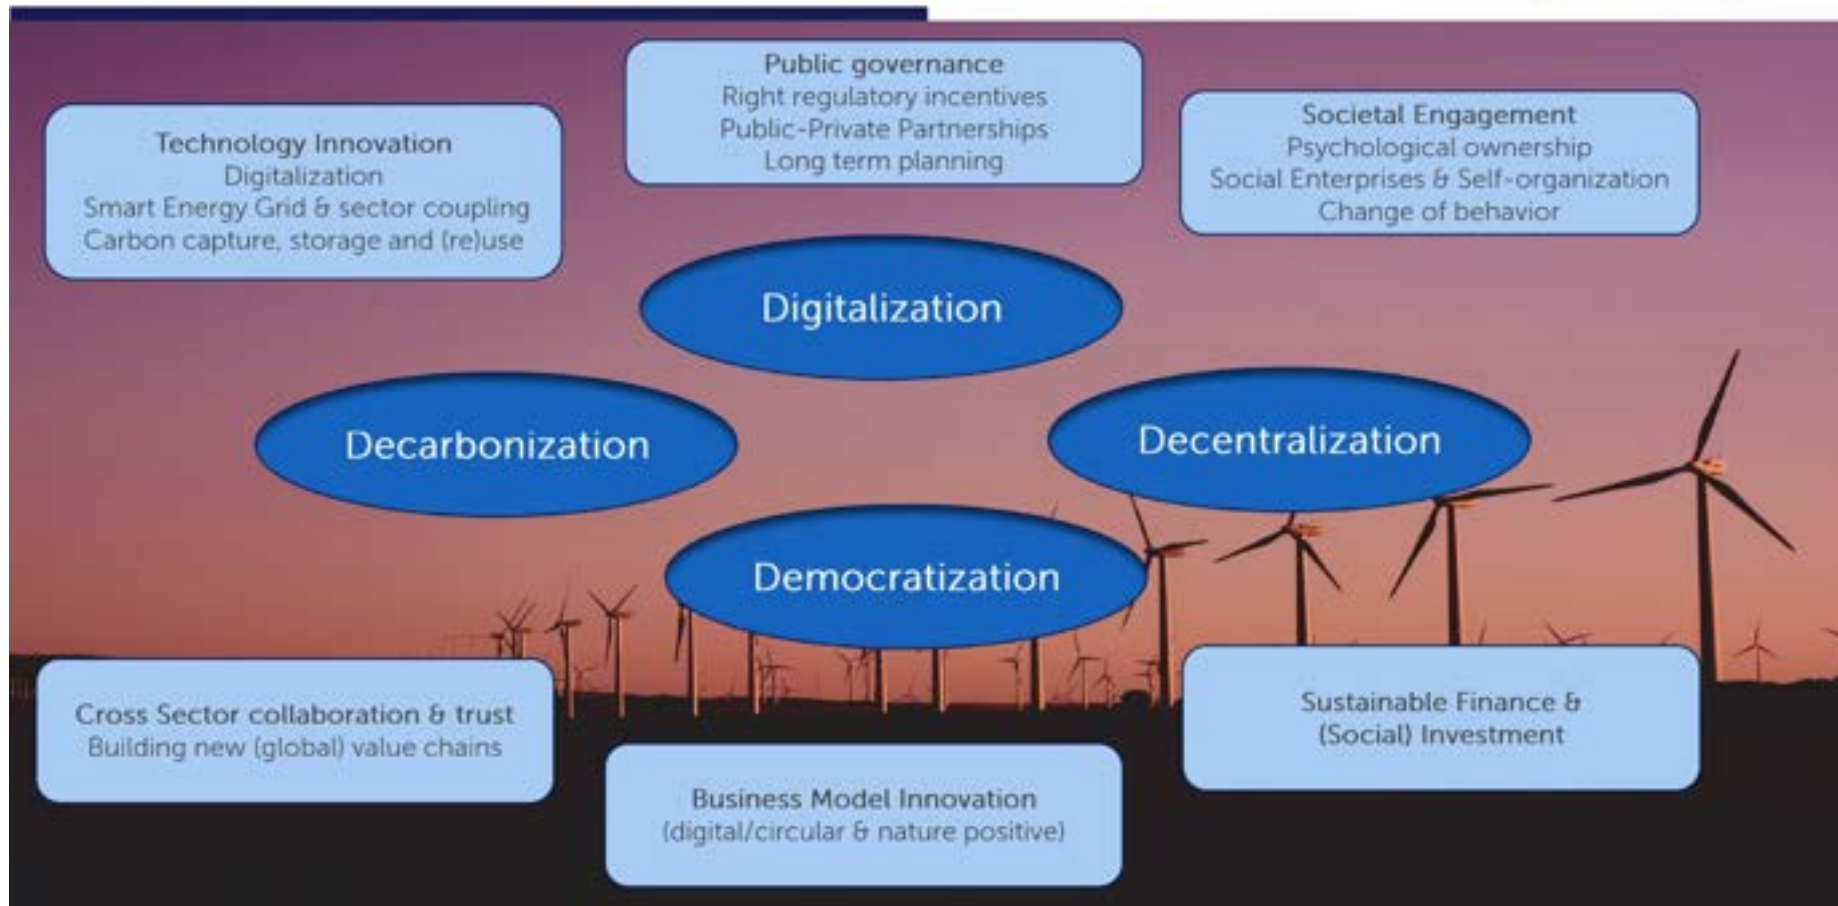 Public governance
Right regulatory incentives
Public-Private Partnerships
Long term planning
Technology Innovation
Digitalization
Smart Energy Grid & sector coupling
Carbon capture, storage and (re)use
Societal Engagement
Psychological ownership
Social Enterprises & Self-organization
Change of behavior
Digitalization
Decarbonization
Decentralization
Democratization
Cross Sector collaboration & trust
Building new (global) value chains
Sustainable Finance &
(Social) Investment
Business Model Innovation
(digital/circular & nature positive)